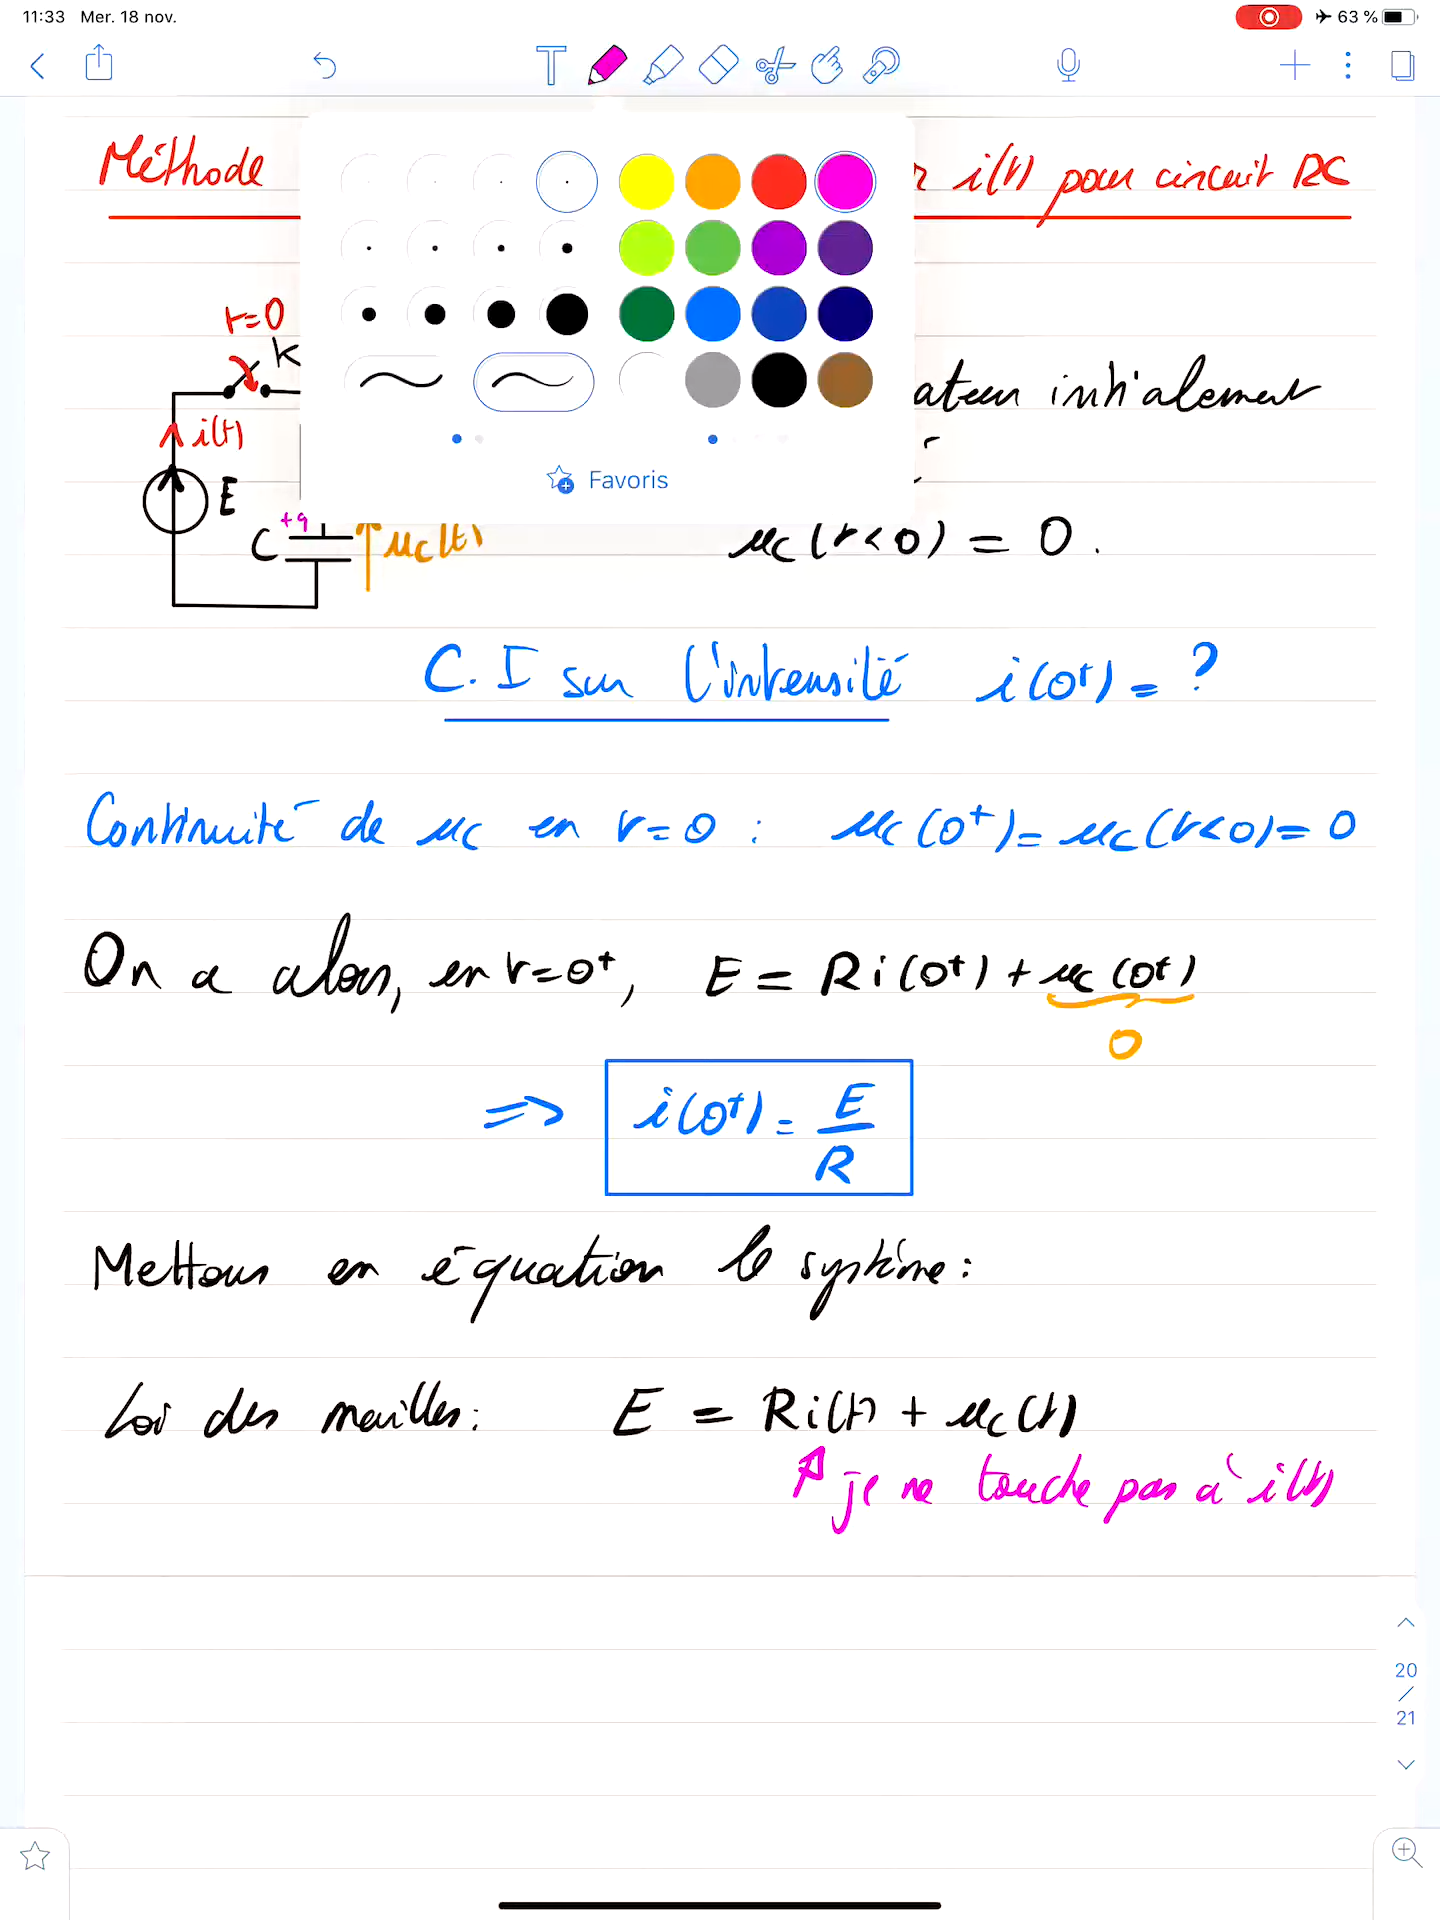 11:33 Mer. 18 nov. 63 %
Méthode i(t) pour circuit RC
t=0
K
ateur initialement
i(t)
Favoris
E
+q
C uc(t) uc(t<0) = 0.
C.I sur l'intensité i(0+) = ?
Continuité de uc en t=0 : uc(0+) = uc(t<0) = 0
On a alors, en t=0+, E = Ri(0+) + uc(0+)
0
=> i(0+) = E/R
Mettons en équation le système :
Loi des mailles : E = Ri(t) + uc(t)
je ne touche pas à i(t)
20
/
21